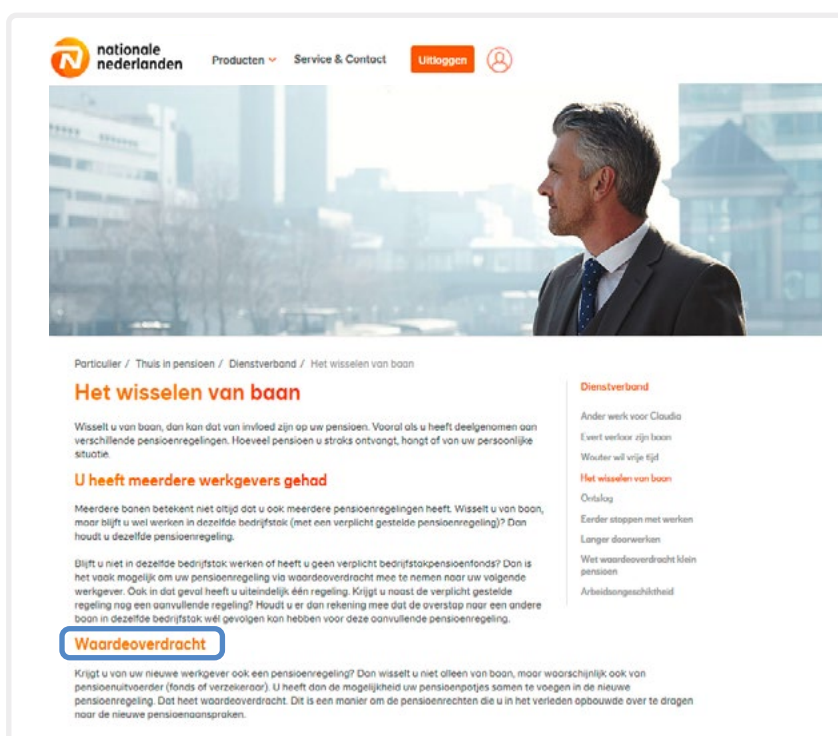 nationale
nederlanden
Producten
Service & Contact
Uitloggen
Particulier / Thuis in pensioen / Dienstverband / Het wisselen van baan
Het wisselen van baan
Wisselt u van baan, dan kan dat van invloed zijn op uw pensioen. Vooral als u heeft deelgenomen aan
verschillende pensioenregelingen. Hoeveel pensioen u straks ontvangt, hangt af van uw persoonlijke
situatie.
U heeft meerdere werkgevers gehad
Meerdere banen betekent niet altijd dat u ook meerdere pensioenregelingen heeft. Wisselt u van baan,
maar blijft u wel werken in dezelfde bedrijfstak (met een verplicht gestelde pensioenregeling)? Dan
houdt u dezelfde pensioenregeling.
Blijft u niet in dezelfde bedrijfstak werken of heeft u geen verplicht bedrijfstakpensioenfonds? Dan is
het vaak mogelijk om uw pensioenregeling via waardeoverdracht mee te nemen naar uw volgende
werkgever. Ook in dat geval heeft u uiteindelijk één regeling. Krijgt u naast de verplicht gestelde
regeling nog een aanvullende regeling? Houdt u er dan rekening mee dat de overstap naar een andere
baan in dezelfde bedrijfstak wél gevolgen kan hebben voor deze aanvullende pensioenregeling.
Waardeoverdracht
Krijgt u van uw nieuwe werkgever ook een pensioenregeling? Dan wisselt u niet alleen van baan, maar waarschijnlijk ook van
pensioenuitvoerder (fonds of verzekeraar). U heeft dan de mogelijkheid uw pensioenpotjes samen te voegen in de nieuwe
pensioenregeling. Dat heet waardeoverdracht. Dit is een manier om de pensioenrechten die u in het verleden opbouwde over te dragen
naar de nieuwe pensioenaanspraken.
Dienstverband
Ander werk voor Claudia
Evert verloor zijn baan
Wouter wil vrije tijd
Het wisselen van baan
Ontslag
Eerder stoppen met werken
Langer doorwerken
Wet waardeoverdracht klein
pensioen
Arbeidsongeschiktheid